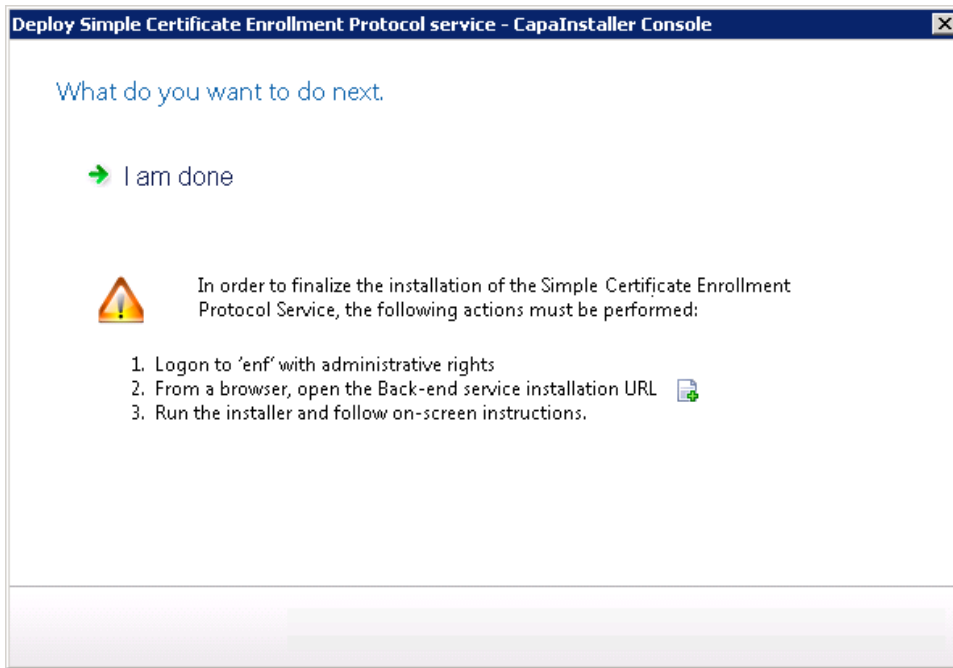 Deploy Simple Certificate Enrollment Protocol service - CapaInstaller Console
What do you want to do next.
I am done
In order to finalize the installation of the Simple Certificate Enrollment
Protocol Service, the following actions must be performed:
1. Logon to 'enf' with administrative rights
2. From a browser, open the Back-end service installation URL
3. Run the installer and follow on-screen instructions.